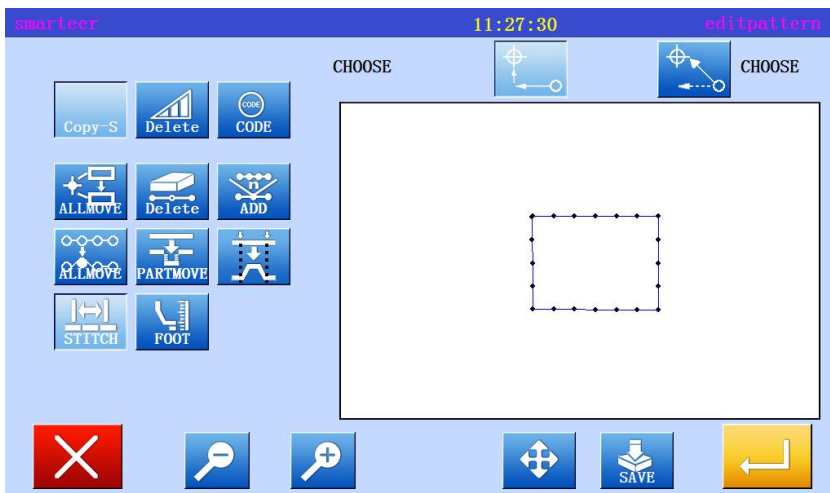 smarteer 11:27:30 editpattern
CHOOSE CHOOSE
Copy-S Delete CODE CODE
ALLMOVE Delete n ADD
ALLMOVE PARTMOVE
STITCH FOOT
SAVE